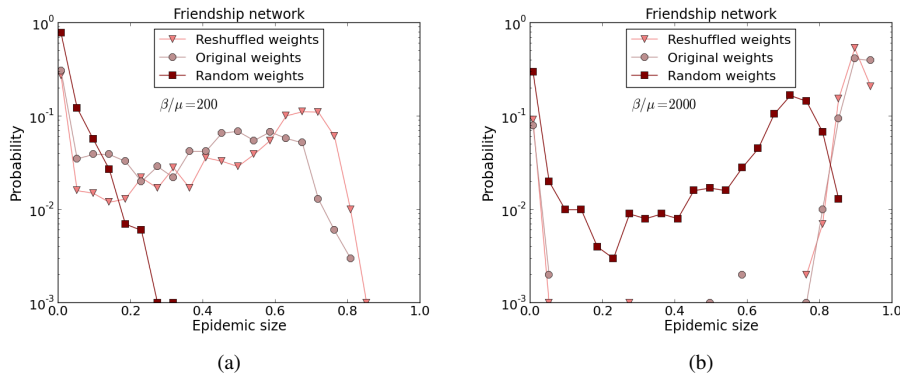 Friendship network
Probability
10^0
10^-1
10^-2
10^-3
Reshuffled weights
Original weights
Random weights
β/μ=200
0.0 0.2 0.4 0.6 0.8 1.0
Epidemic size
(a)
Friendship network
Probability
10^0
10^-1
10^-2
10^-3
Reshuffled weights
Original weights
Random weights
β/μ=2000
0.0 0.2 0.4 0.6 0.8 1.0
Epidemic size
(b)